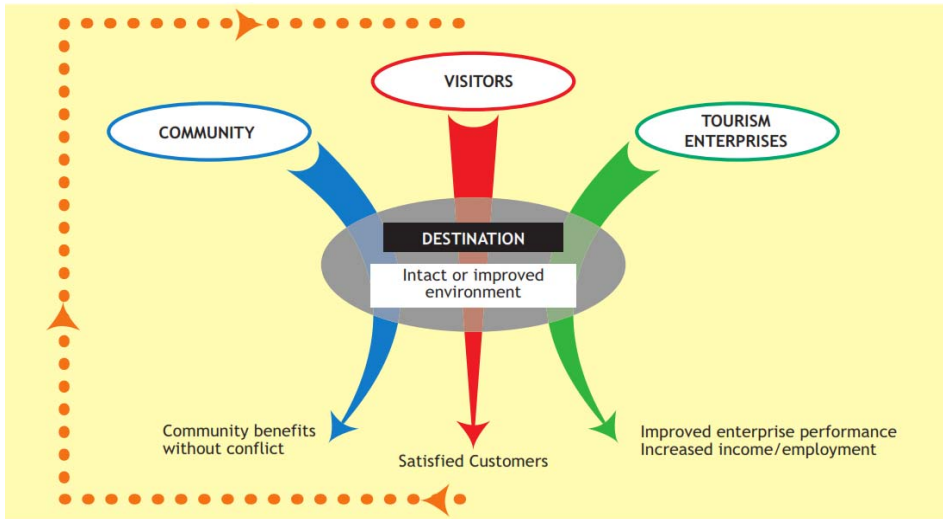 VISITORS
COMMUNITY
TOURISM
ENTERPRISES
DESTINATION
Intact or improved
environment
Community benefits
without conflict
Satisfied Customers
Improved enterprise performance
Increased income/employment